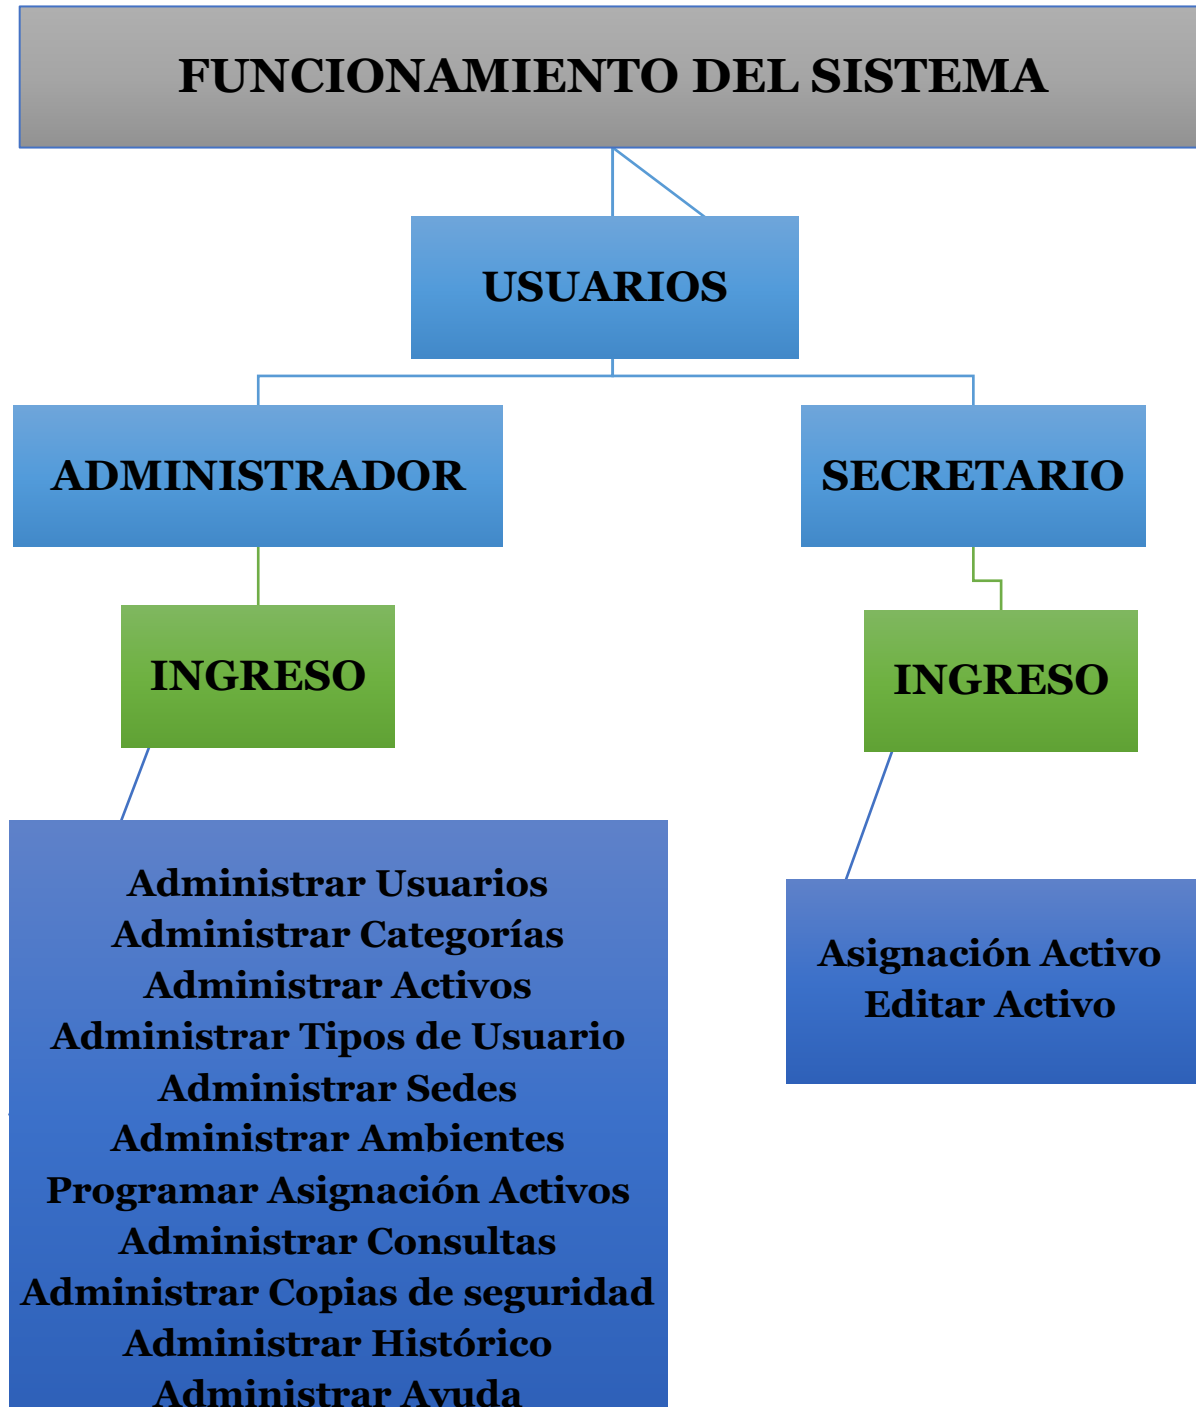 FUNCIONAMIENTO DEL SISTEMA
USUARIOS
ADMINISTRADOR
SECRETARIO
INGRESO
INGRESO
Administrar Usuarios
Administrar Categorías
Administrar Activos
Administrar Tipos de Usuario
Administrar Sedes
Administrar Ambientes
Programar Asignación Activos
Administrar Consultas
Administrar Copias de seguridad
Administrar Histórico
Administrar Ayuda
Asignación Activo
Editar Activo